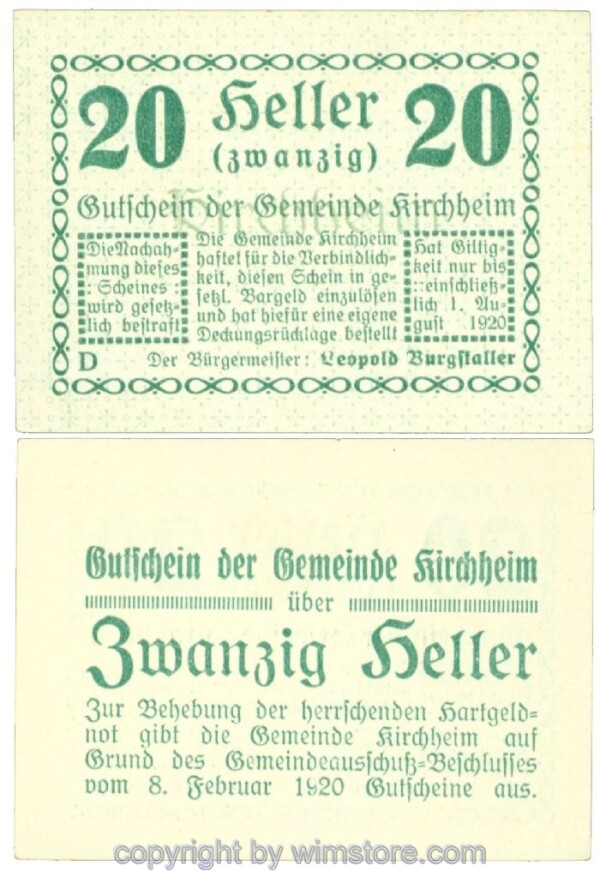 20 Heller 20
(zwanzig)
Kirchheim
Gutschein der Gemeinde Kirchheim
Die Nachah-
mung dieses
: Scheines :
wird gesetz-
lich bestraft
Die Gemeinde Kirchheim
haftet für die Verbindlich-
keit, diesen Schein in ge-
setzl. Bargeld einzulösen
und hat hiefür eine eigene
Deckungsrücklage bestellt
Hat Giltig-
keit nur bis
::einschließ-
lich 1. Au-
gust 1920
D Der Bürgermeister: Leopold Burgstaller
Gutschein der Gemeinde Kirchheim
über
Zwanzig Heller
Zur Behebung der herrschenden Hartgeld=
not gibt die Gemeinde Kirchheim auf
Grund des Gemeindeausschuß=Beschlusses
vom 8. Februar 1920 Gutscheine aus.
copyright by wimstore.com